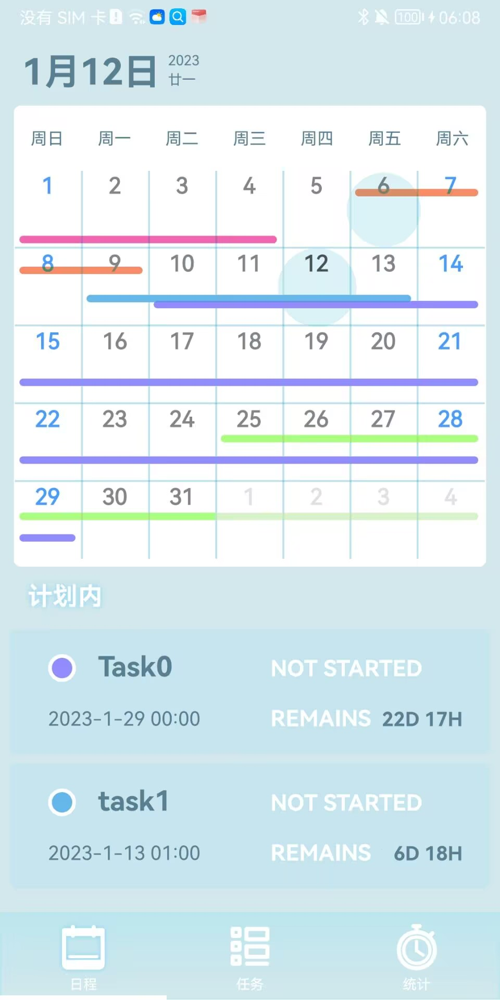 没有 SIM 卡 100 06:08
1月12日 2023
廿一
周日 周一 周二 周三 周四 周五 周六
1 2 3 4 5 6 7
8 9 10 11 12 13 14
15 16 17 18 19 20 21
22 23 24 25 26 27 28
29 30 31 1 2 3 4
计划内
Task0 NOT STARTED
2023-1-29 00:00 REMAINS 22D 17H
task1 NOT STARTED
2023-1-13 01:00 REMAINS 6D 18H
日程 任务 统计